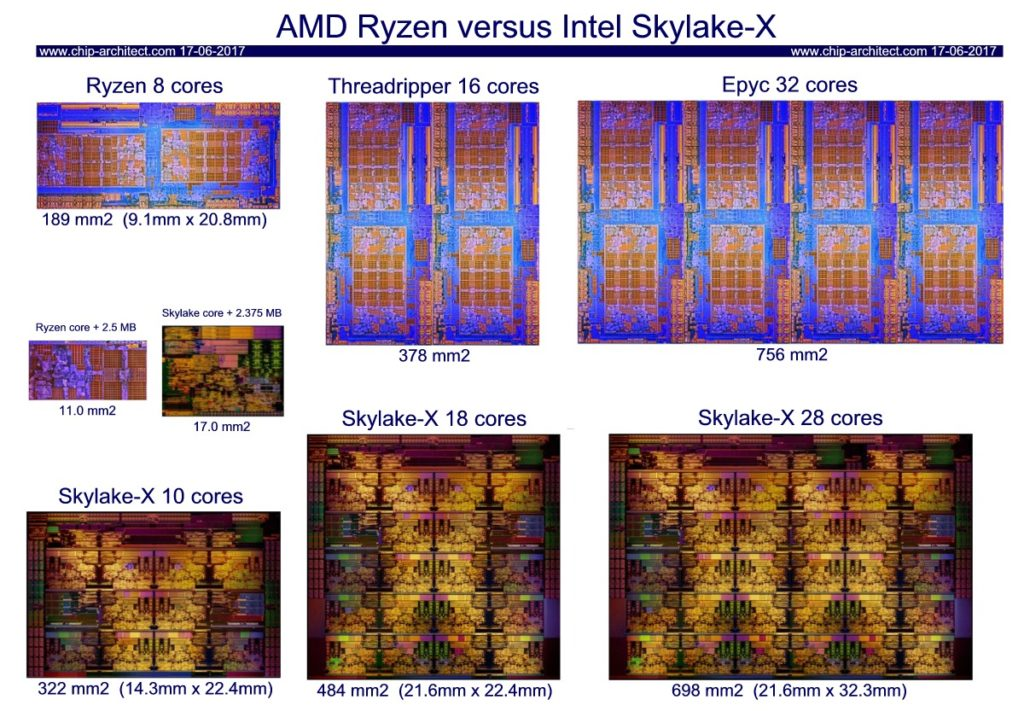 AMD Ryzen versus Intel Skylake-X
www.chip-architect.com 17-06-2017
www.chip-architect.com 17-06-2017
Ryzen 8 cores
Threadripper 16 cores
Epyc 32 cores
189 mm2 (9.1mm x 20.8mm)
378 mm2
756 mm2
Ryzen core + 2.5 MB
Skylake core + 2.375 MB
11.0 mm2
17.0 mm2
Skylake-X 10 cores
Skylake-X 18 cores
Skylake-X 28 cores
322 mm2 (14.3mm x 22.4mm)
484 mm2 (21.6mm x 22.4mm)
698 mm2 (21.6mm x 32.3mm)